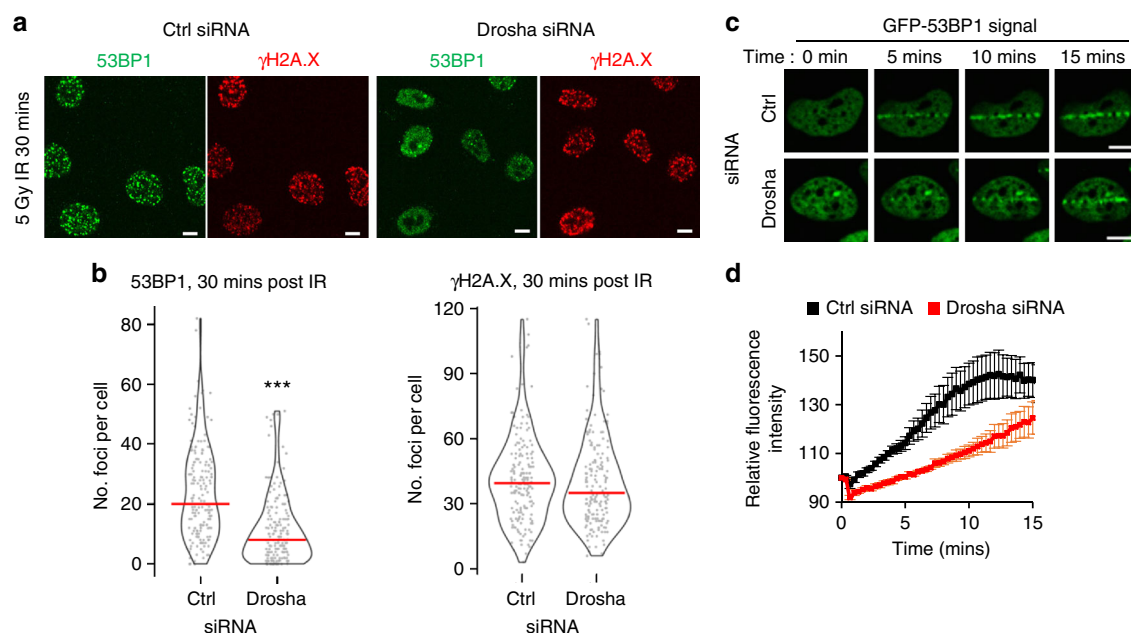 a
Ctrl siRNA
Drosha siRNA
53BP1
γH2A.X
53BP1
γH2A.X
5 Gy IR 30 mins
b
53BP1, 30 mins post IR
80
60
40
20
0
No. foci per cell
***
Ctrl
Drosha
siRNA
γH2A.X, 30 mins post IR
120
90
60
30
0
No. foci per cell
Ctrl
Drosha
siRNA
c
GFP-53BP1 signal
Time : 0 min 5 mins 10 mins 15 mins
siRNA
Ctrl
Drosha
d
Ctrl siRNA
Drosha siRNA
Relative fluorescence
intensity
150
130
110
90
0 5 10 15
Time (mins)